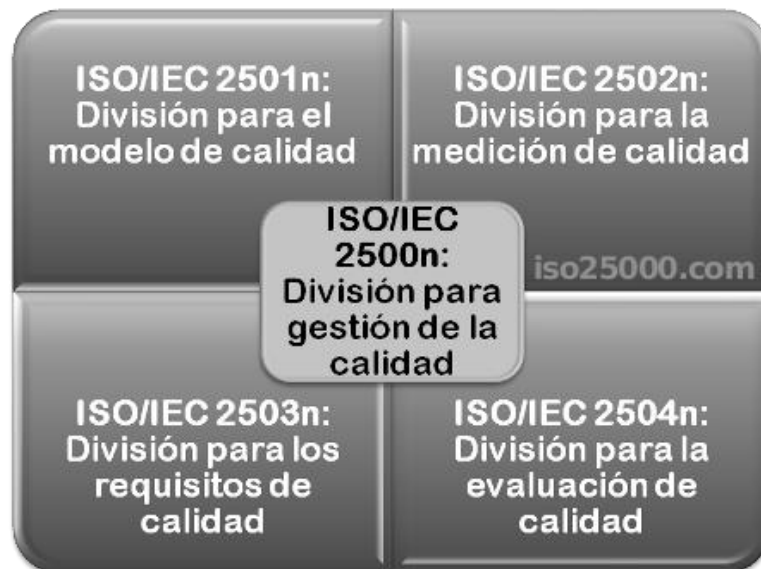 ISO/IEC 2501n:
División para el
modelo de calidad
ISO/IEC 2502n:
División para la
medición de calidad
ISO/IEC
2500n:
División para
gestión de la
calidad
iso25000.com
ISO/IEC 2503n:
División para los
requisitos de
calidad
ISO/IEC 2504n:
División para la
evaluación de
calidad